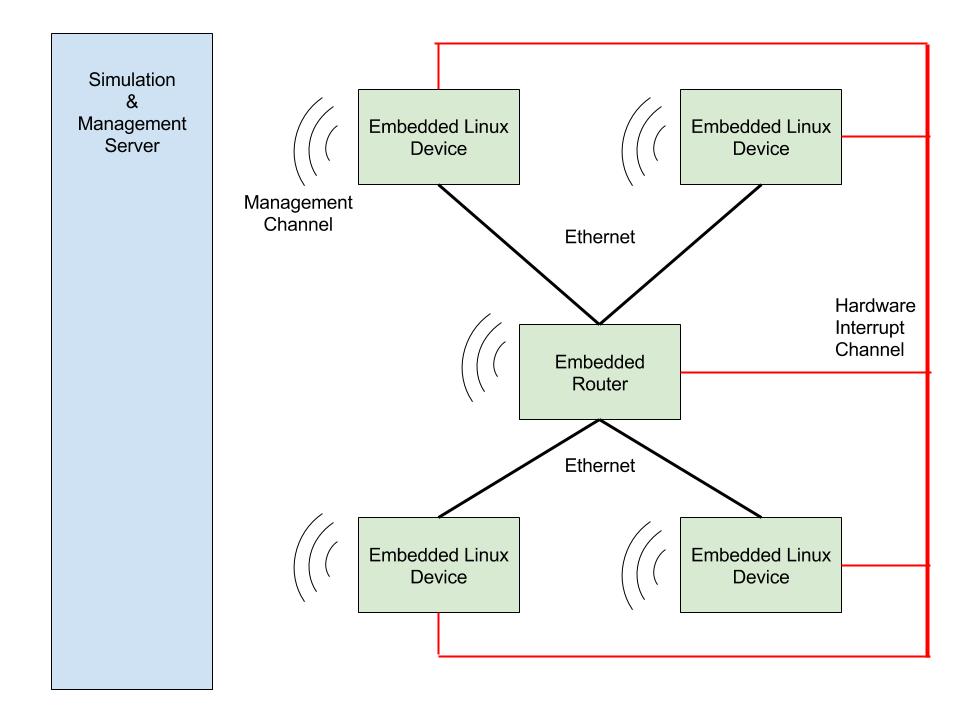 Simulation
&
Management
Server
Embedded Linux
Device
Embedded Linux
Device
Management
Channel
Ethernet
Hardware
Interrupt
Channel
Embedded
Router
Ethernet
Embedded Linux
Device
Embedded Linux
Device